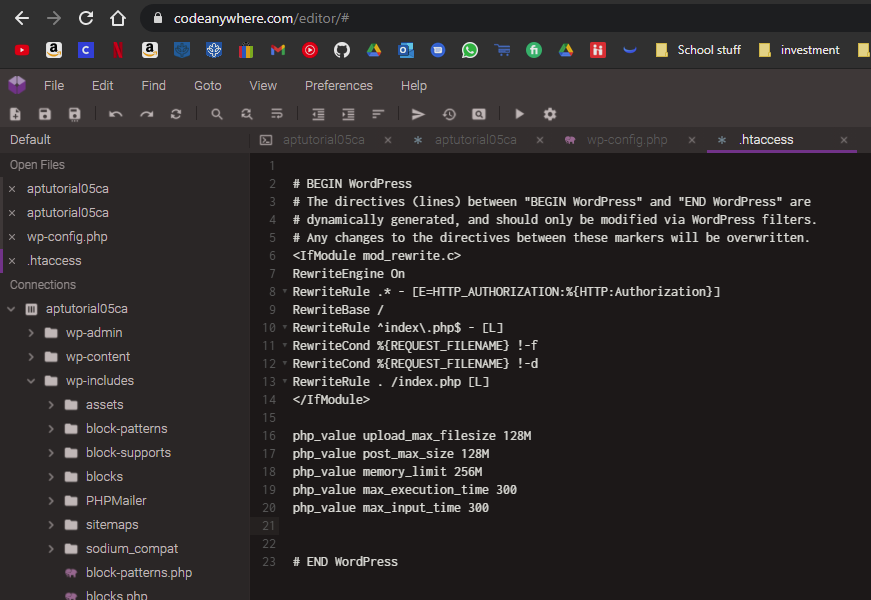 codeanywhere.com/editor/#
School stuff
investment
File Edit Find Goto View Preferences Help
Default
aptutorial05ca × * aptutorial05ca × wp-config.php × * .htaccess ×
Open Files
× aptutorial05ca
× aptutorial05ca
× wp-config.php
× .htaccess
Connections
aptutorial05ca
wp-admin
wp-content
wp-includes
assets
block-patterns
block-supports
blocks
PHPMailer
sitemaps
sodium_compat
block-patterns.php
blocks.php
1
2 # BEGIN WordPress
3 # The directives (lines) between "BEGIN WordPress" and "END WordPress" are
4 # dynamically generated, and should only be modified via WordPress filters.
5 # Any changes to the directives between these markers will be overwritten.
6 <IfModule mod_rewrite.c>
7 RewriteEngine On
8 RewriteRule .* - [E=HTTP_AUTHORIZATION:%{HTTP:Authorization}]
9 RewriteBase /
10 RewriteRule ^index\.php$ - [L]
11 RewriteCond %{REQUEST_FILENAME} !-f
12 RewriteCond %{REQUEST_FILENAME} !-d
13 RewriteRule . /index.php [L]
14 </IfModule>
15
16 php_value upload_max_filesize 128M
17 php_value post_max_size 128M
18 php_value memory_limit 256M
19 php_value max_execution_time 300
20 php_value max_input_time 300
21
22
23 # END WordPress